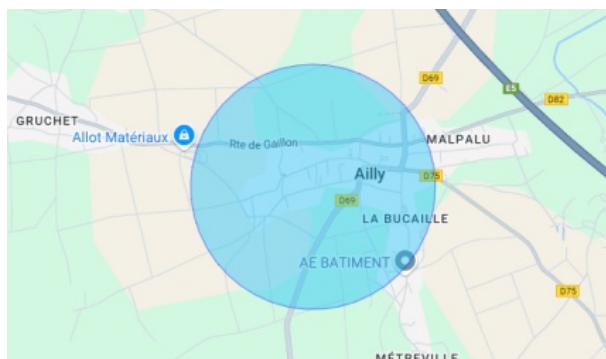 D69
E5
D82
GRUCHET
Allot Matériaux
Rte de Gaillon
MALPALU
Ailly
D75
D69
LA BUCAILLE
AE BATIMENT
D75
MÉTREVILLE